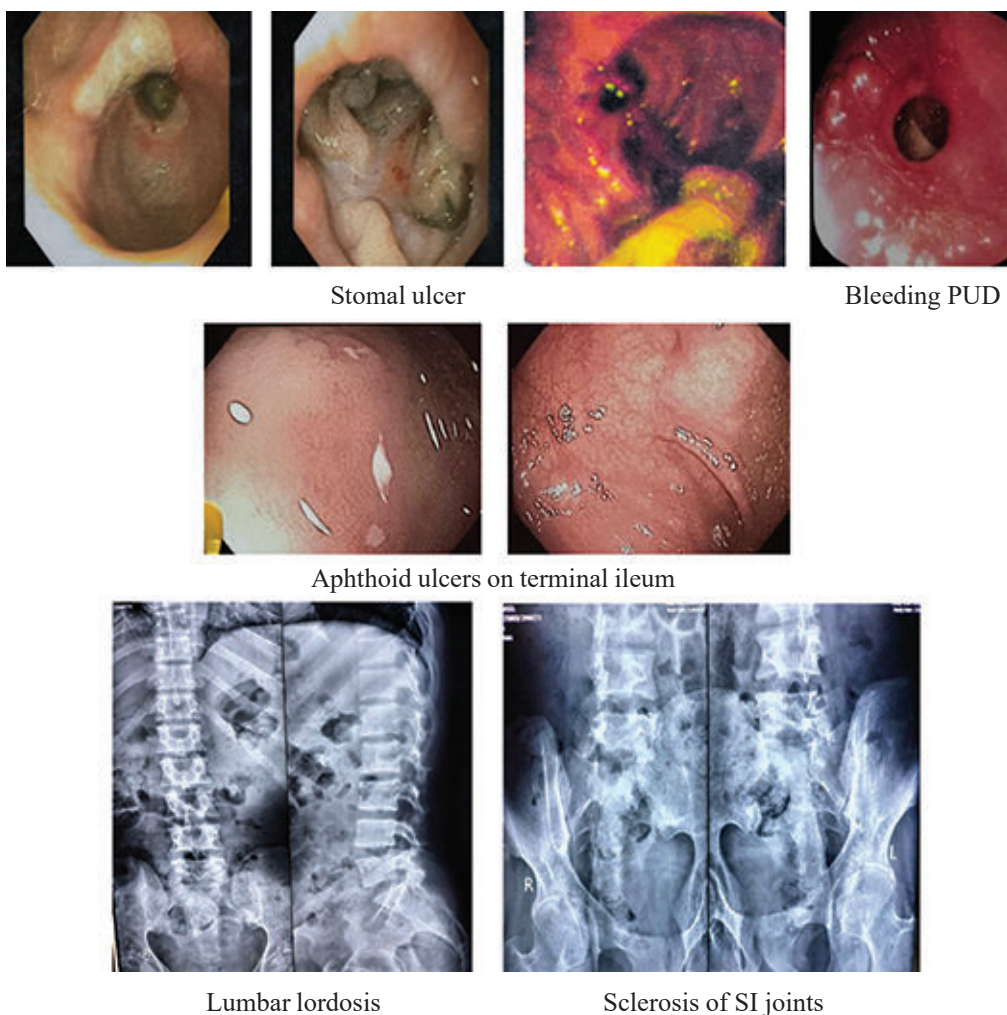 Stomal ulcer
Bleeding PUD
Aphthoid ulcers on terminal ileum
R
L
Lumbar lordosis
Sclerosis of SI joints